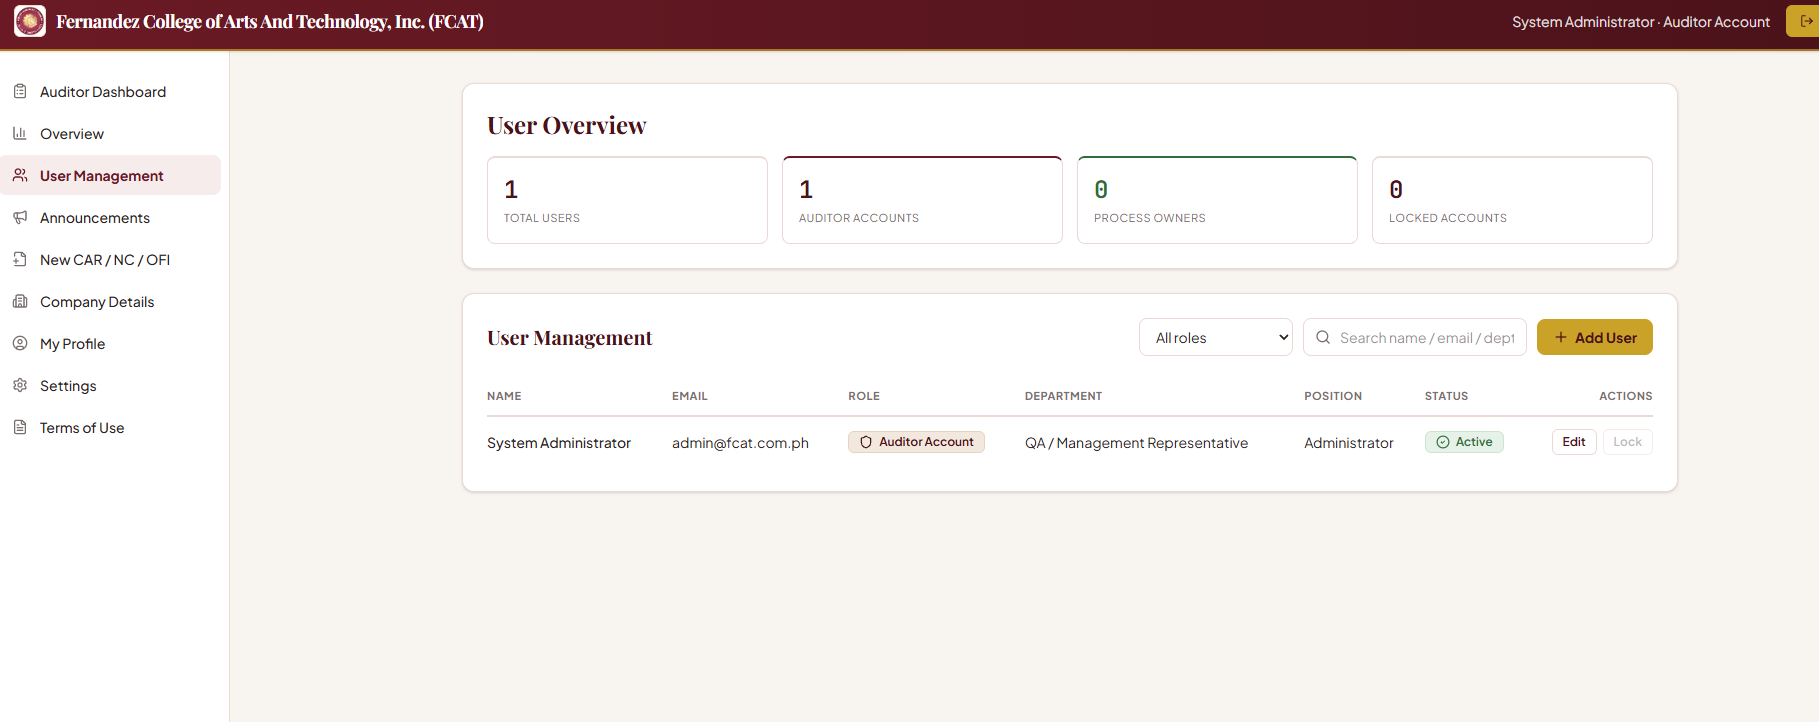 Fernandez College of Arts And Technology, Inc. (FCAT)
System Administrator · Auditor Account
Auditor Dashboard
Overview
User Management
Announcements
New CAR / NC / OFI
Company Details
My Profile
Settings
Terms of Use
User Overview
1
TOTAL USERS
1
AUDITOR ACCOUNTS
0
PROCESS OWNERS
0
LOCKED ACCOUNTS
User Management
All roles
Search name / email / dept
+ Add User
NAME EMAIL ROLE DEPARTMENT POSITION STATUS ACTIONS
System Administrator admin@fcat.com.ph Auditor Account QA / Management Representative Administrator Active Edit Lock